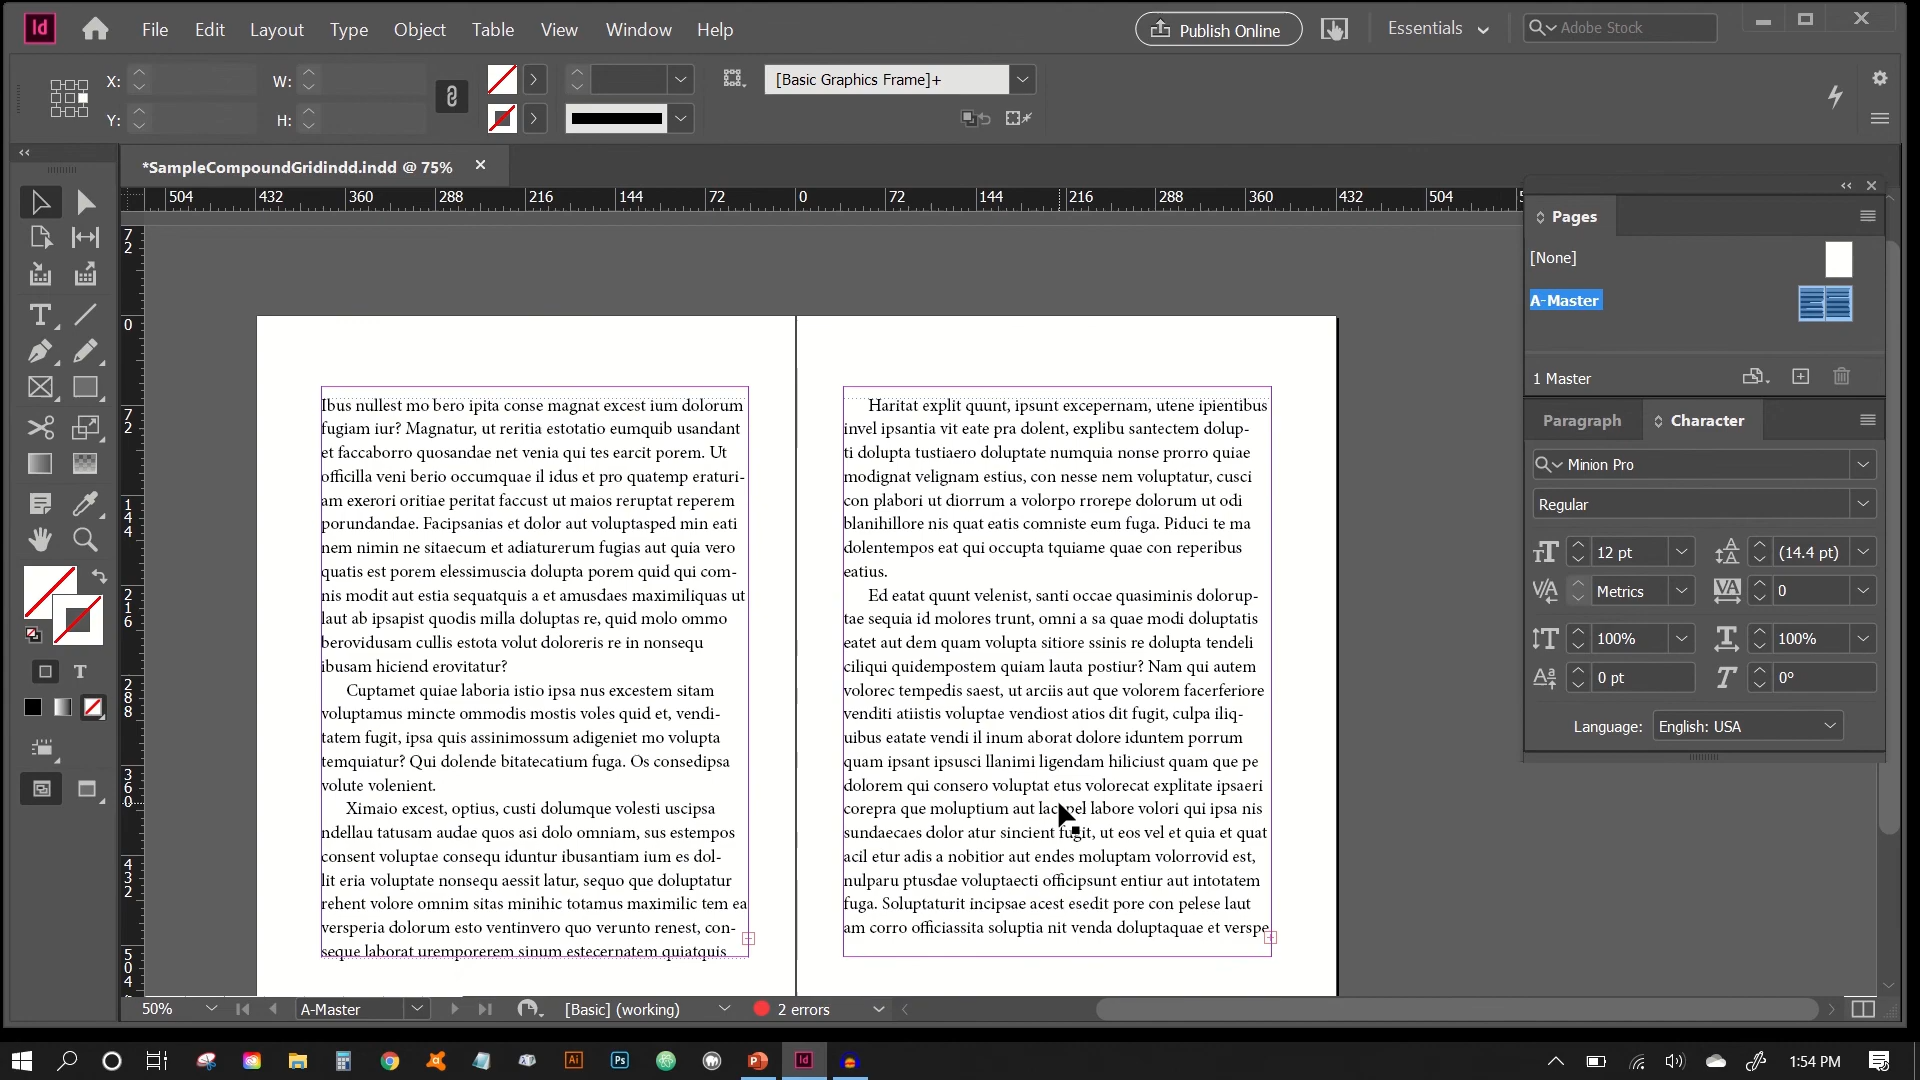 Id File Edit Layout Type Object Table View Window Help Publish Online Essentials Adobe Stock
X: W: [Basic Graphics Frame]+
Y: H:
*SampleCompoundGridindd.indd @ 75%
504 432 360 288 216 144 72 0 72 144 216 288 360 432 504 5
72
0
72
144
216
288
360
432
504
Ibus nullest mo bero ipita conse magnat excest ium dolorum
fugiam iur? Magnatur, ut reritia estotatio eumquib usandant
et faccaborro quosandae net venia qui tes earcit porem. Ut
officilla veni berio occumquae il idus et pro quatemp eraturi-
am exerori oritiae peritat faccust ut maios reruptat reperem
porundandae. Facipsanias et dolor aut voluptasped min eati
nem nimin ne sitaecum et adiaturerum fugias aut quia vero
quatis est porem elessimuscia dolupta porem quid qui com-
nis modit aut estia sequatquis a et amusdaes maximiliquas ut
laut ab ipsapist quodis milla doluptas re, quid molo ommo
berovidusam cullis estota volut doloreris re in nonsequ
ibusam hiciend erovitatur?
Cuptamet quiae laboria istio ipsa nus excestem sitam
voluptamus mincte ommodis mostis voles quid et, vendi-
tatem fugit, ipsa quis assinimossum adigeniet mo volupta
temquiatur? Qui dolende bitatecatium fuga. Os consedipsa
volute volenient.
Ximaio excest, optius, custi dolumque volesti uscipsa
ndellau tatusam audae quos asi dolo omniam, sus estempos
consent voluptae consequ iduntur ibusantiam ium es dol-
lit eria voluptate nonsequ aessit latur, sequo que doluptatur
rehent volore omnim sitas minihic totamus maximilic tem ea
versperia dolorum esto ventinvero quo verunto renest, con-
seque laborat uremporerem sinum estecernatem quiatquis
Haritat explit quunt, ipsunt excepernam, utene ipientibus
invel ipsantia vit eate pra dolent, explibu santectem dolup-
ti dolupta tustiaero doluptate numquia nonse prorro quiae
modignat velignam estius, con nesse nem voluptatur, cusci
con plabori ut diorrum a volorpo rrorepe dolorum ut odi
blanihillore nis quat eatis comniste eum fuga. Piduci te ma
dolentempos eat qui occupta tquiame quae con reperibus
eatius.
Ed eatat quunt velenist, santi occae quasiminis dolorup-
tae sequia id molores trunt, omni a sa quae modi doluptatis
eatet aut dem quam volupta sitiore ssinis re dolupta tendeli
ciliqui quidempostem quiam lauta postiur? Nam qui autem
volorec tempedis saest, ut arciis aut que volorem facerferiore
venditi atiistis voluptae vendiost atios dit fugit, culpa iliq-
uibus eatate vendi il inum aborat dolore iduntem porrum
quam ipsant ipsusci llanimi ligendam hiliciust quam que pe
dolorem qui consero voluptat etus volorecat explitate ipsaeri
corepra que moluptium aut labore volori qui ipsa nis
sundaecaes dolor atur sincient fugit, ut eos vel et quia et quat
acil etur adis a nobitior aut endes moluptam volorrovid est,
nulparu ptusdae voluptaecti officipsunt entiur aut intotatem
fuga. Soluptaturit incipsae acest esedit pore con pelese laut
am corro officiassita soluptia nit venda doluptaquae et verspe
Pages
[None]
A-Master
1 Master
Paragraph Character
Minion Pro
Regular
12 pt (14.4 pt)
Metrics 0
100% 100%
0 pt 0°
Language: English: USA
50% A-Master [Basic] (working) 2 errors
Ai Ps Id 1:54 PM